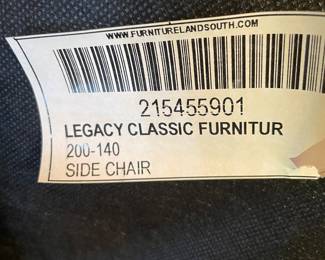 WWW.FURNITURELANDSOUTH.COM
215455901
LEGACY CLASSIC FURNITUR
200-140
SIDE CHAIR